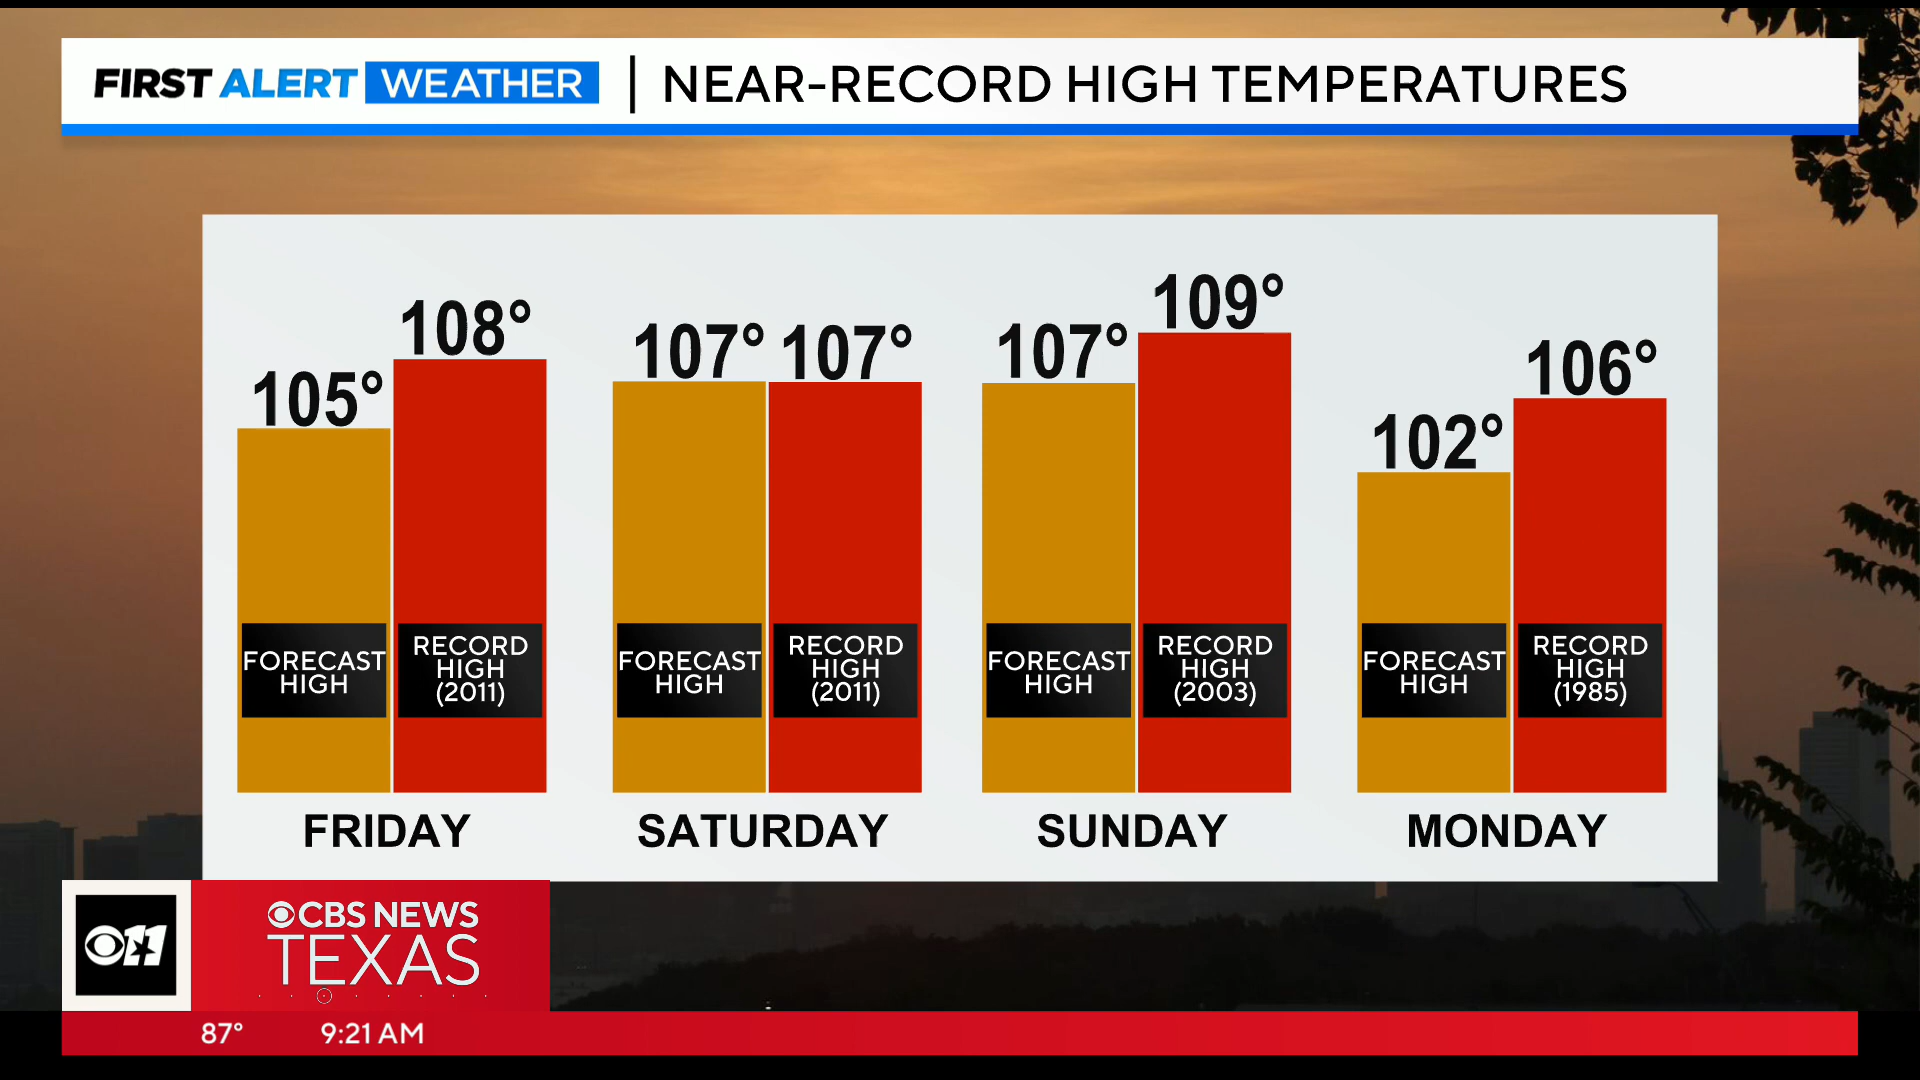 FIRST ALERT WEATHER | NEAR-RECORD HIGH TEMPERATURES
105° 108° 107° 107° 107° 109° 102° 106°
FORECAST
HIGH
RECORD
HIGH
(2011)
FORECAST
HIGH
RECORD
HIGH
(2011)
FORECAST
HIGH
RECORD
HIGH
(2003)
FORECAST
HIGH
RECORD
HIGH
(1985)
FRIDAY SATURDAY SUNDAY MONDAY
11
CBS NEWS
TEXAS
87° 9:21 AM